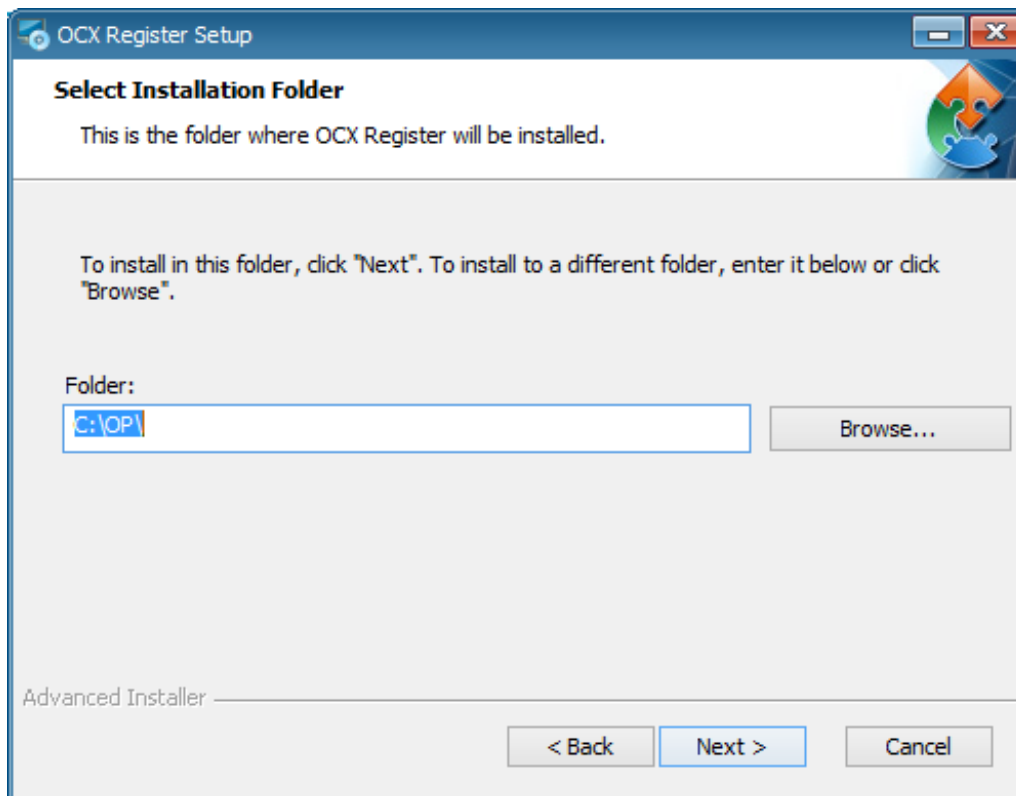 OCX Register Setup
Select Installation Folder
This is the folder where OCX Register will be installed.
To install in this folder, click "Next". To install to a different folder, enter it below or click
"Browse".
Folder:
C:\OP\
Browse...
Advanced Installer
< Back
Next >
Cancel